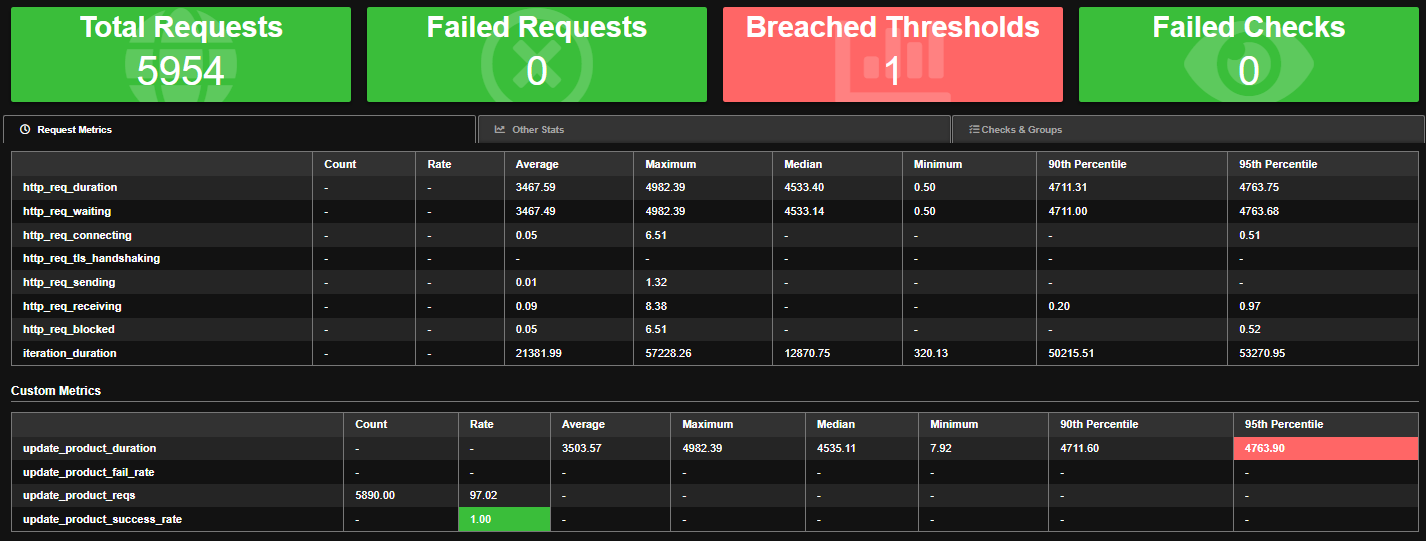 Total Requests Failed Requests Breached Thresholds Failed Checks
5954 0 1 0
Request Metrics Other Stats Checks & Groups
Count Rate Average Maximum Median Minimum 90th Percentile 95th Percentile
http_req_duration - - 3467.59 4982.39 4533.40 0.50 4711.31 4763.75
http_req_waiting - - 3467.49 4982.39 4533.14 0.50 4711.00 4763.68
http_req_connecting - - 0.05 6.51 - - - 0.51
http_req_tls_handshaking - - - - - - - -
http_req_sending - - 0.01 1.32 - - - -
http_req_receiving - - 0.09 8.38 - - 0.20 0.97
http_req_blocked - - 0.05 6.51 - - - 0.52
iteration_duration - - 21381.99 57228.26 12870.75 320.13 50215.51 53270.95
Custom Metrics
Count Rate Average Maximum Median Minimum 90th Percentile 95th Percentile
update_product_duration - - 3503.57 4982.39 4535.11 7.92 4711.60 4763.90
update_product_fail_rate - - - - - - - -
update_product_reqs 5890.00 97.02 - - - - - -
update_product_success_rate - 1.00 - - - - - -